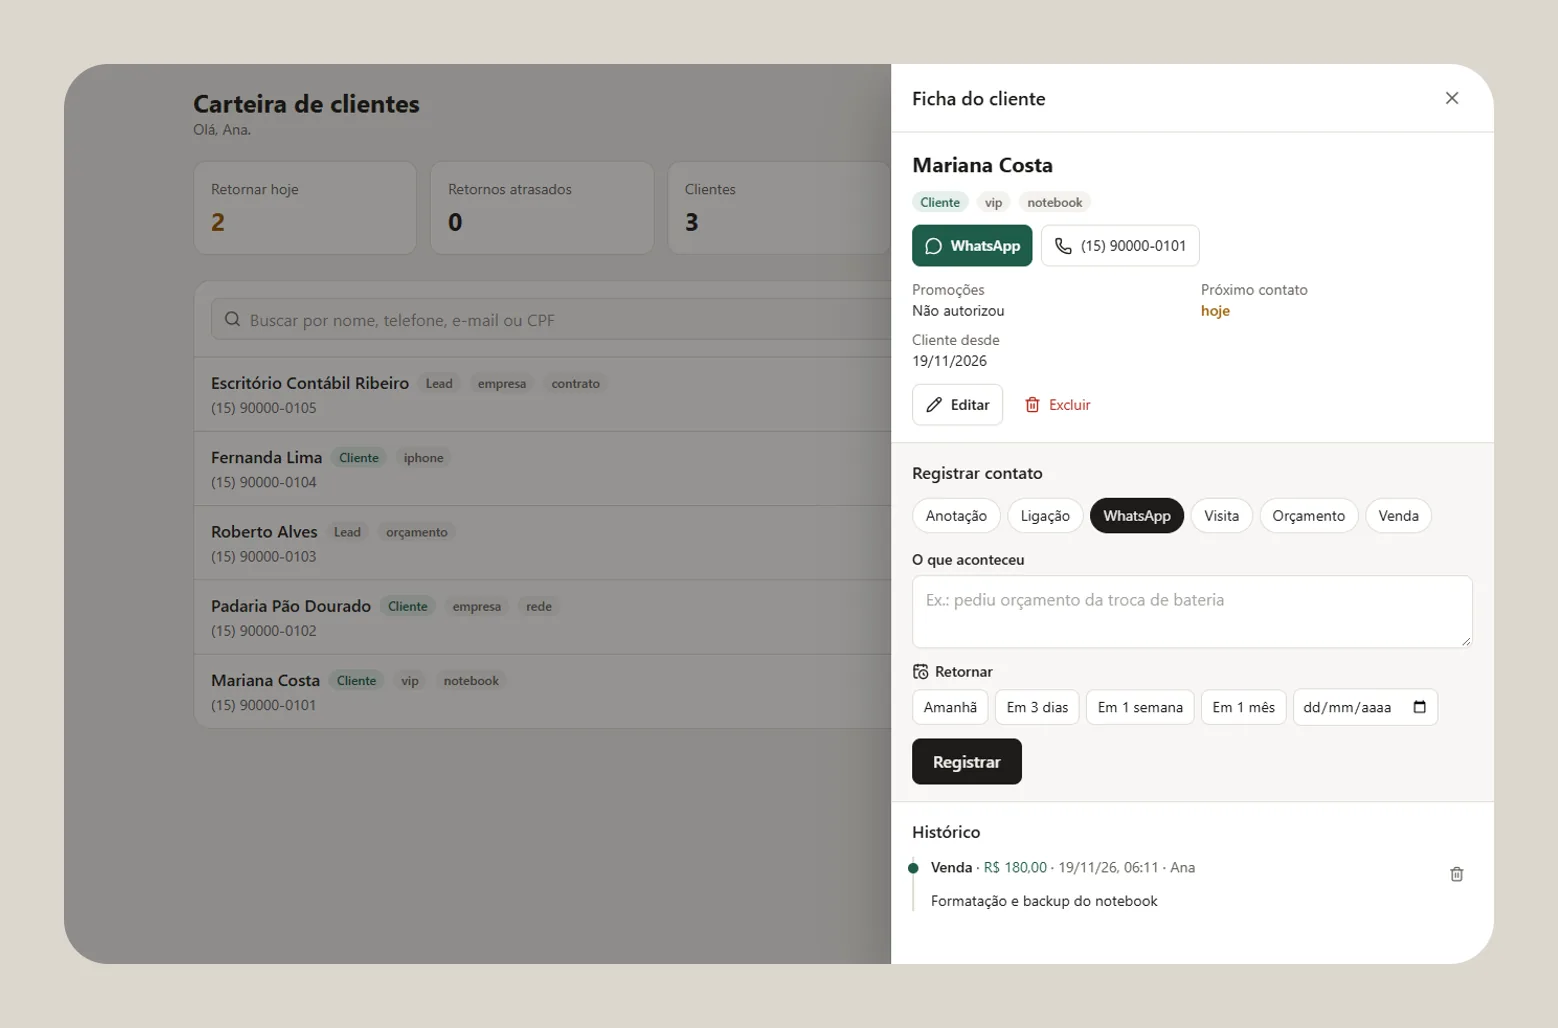 Carteira de clientes
Olá, Ana.
Retornar hoje
2
Retornos atrasados
0
Clientes
3
Buscar por nome, telefone, e-mail ou CPF
Escritório Contábil Ribeiro Lead empresa contrato
(15) 90000-0105
Fernanda Lima Cliente iphone
(15) 90000-0104
Roberto Alves Lead orçamento
(15) 90000-0103
Padaria Pão Dourado Cliente empresa rede
(15) 90000-0102
Mariana Costa Cliente vip notebook
(15) 90000-0101
Ficha do cliente
Mariana Costa
Cliente vip notebook
WhatsApp (15) 90000-0101
Promoções
Não autorizou
Próximo contato
hoje
Cliente desde
19/11/2026
Editar Excluir
Registrar contato
Anotação Ligação WhatsApp Visita Orçamento Venda
O que aconteceu
Ex.: pediu orçamento da troca de bateria
Retornar
Amanhã Em 3 dias Em 1 semana Em 1 mês dd/mm/aaaa
Registrar
Histórico
Venda · R$ 180,00 · 19/11/26, 06:11 · Ana
Formatação e backup do notebook